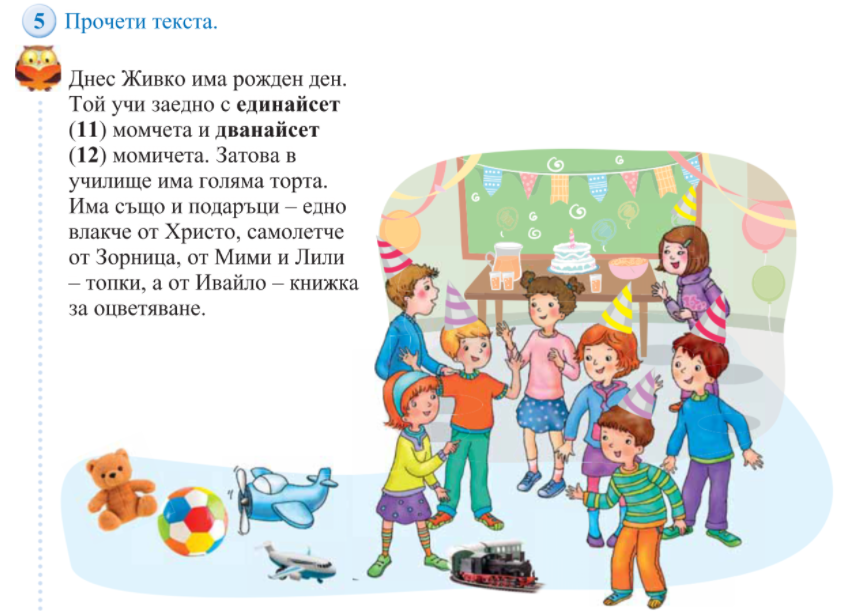 5 Прочети текста.
Днес Живко има рожден ден.
Той учи заедно с единайсет
(11) момчета и дванайсет
(12) момичета. Затова в
училище има голяма торта.
Има също и подаръци – едно
влакче от Христо, самолетче
от Зорница, от Мими и Лили
– топки, а от Ивайло – книжка
за оцветяване.